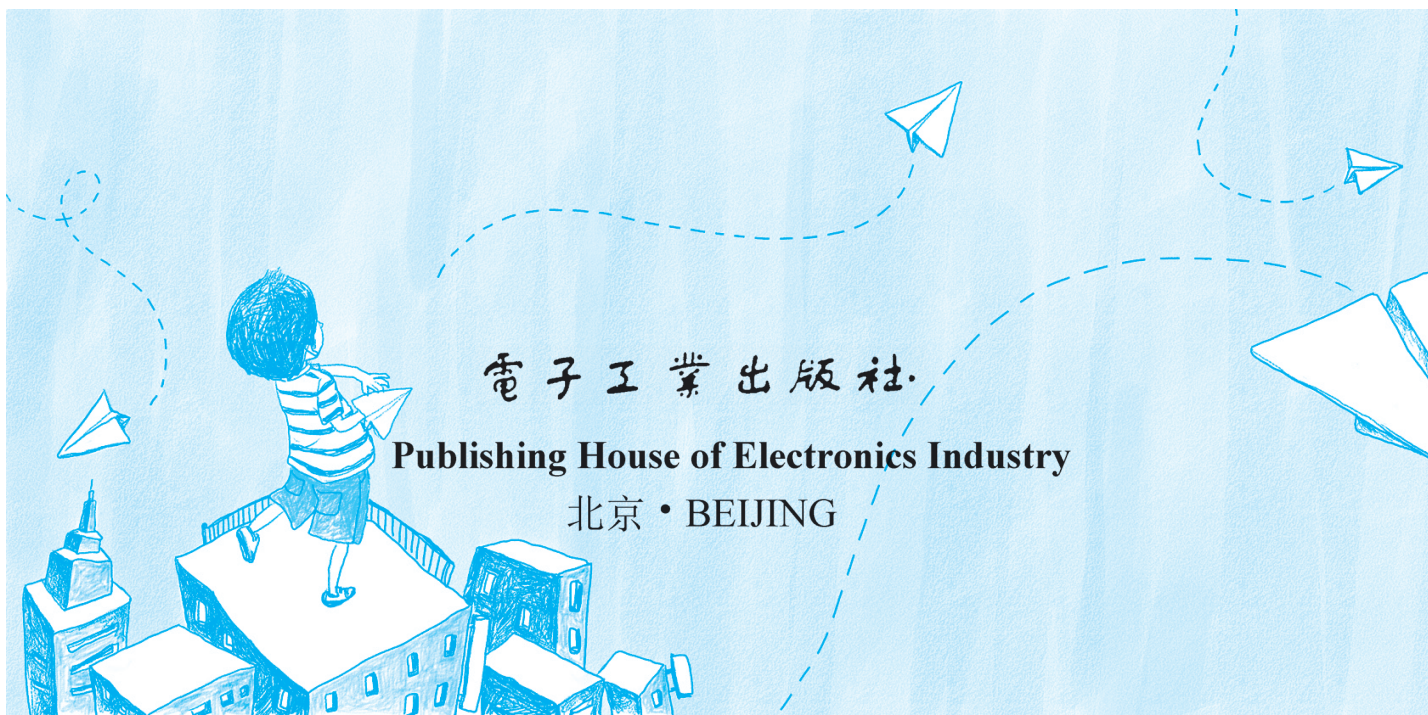 電子工業出版社.
Publishing House of Electronics Industry
北京・BEIJING